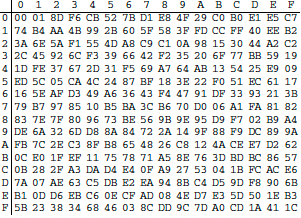 0 1 2 3 4 5 6 7 8 9 A B C D E F
0 00 01 8D F6 CB 52 7B D1 E8 4F 29 C0 B0 E1 E5 C7
1 74 B4 AA 4B 99 2B 60 5F 58 3F FD CC FF 40 EE B2
2 3A 6E 5A F1 55 4D A8 C9 C1 0A 98 15 30 44 A2 C2
3 2C 45 92 6C F3 39 66 42 F2 35 20 6F 77 BB 59 19
4 1D FE 37 67 2D 31 F5 69 A7 64 AB 13 54 25 E9 09
5 ED 5C 05 CA 4C 24 87 BF 18 3E 22 F0 51 EC 61 17
6 16 5E AF D3 49 A6 36 43 F4 47 91 DF 33 93 21 3B
7 79 B7 97 85 10 B5 BA 3C B6 70 D0 06 A1 FA 81 82
8 83 7E 7F 80 96 73 BE 56 9B 9E 95 D9 F7 02 B9 A4
9 DE 6A 32 6D D8 8A 84 72 2A 14 9F 88 F9 DC 89 9A
A FB 7C 2E C3 8F B8 65 48 26 C8 12 4A CE E7 D2 62
B 0C E0 1F EF 11 75 78 71 A5 8E 76 3D BD BC 86 57
C 0B 28 2F A3 DA D4 E4 0F A9 27 53 04 1B FC AC E6
D 7A 07 AE 63 C5 DB E2 EA 94 8B C4 D5 9D F8 90 6B
E B1 0D D6 EB C6 0E CF AD 08 4E D7 E3 5D 50 1E B3
F 5B 23 38 34 68 46 03 8C DD 9C 7D A0 CD 1A 41 1C